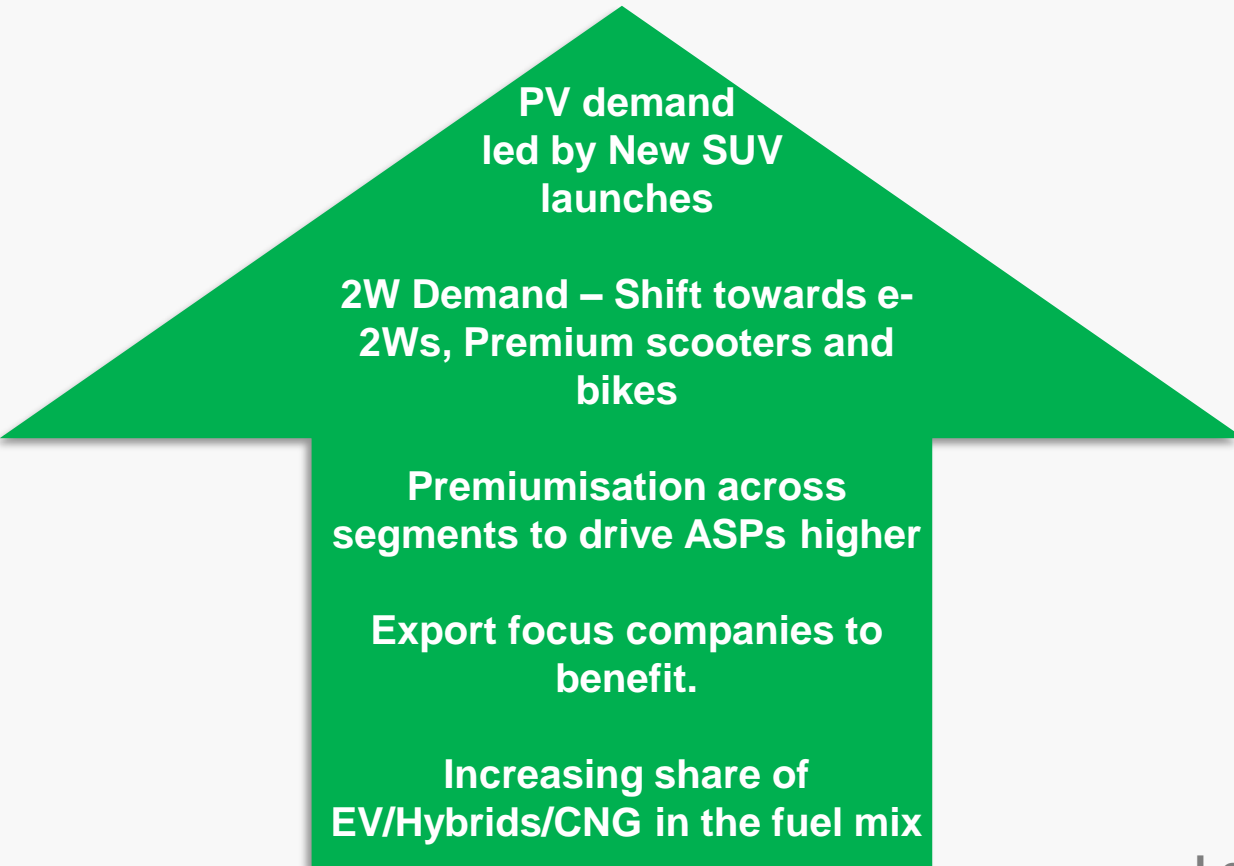 PV demand
led by New SUV
launches
2W Demand – Shift towards e-
2Ws, Premium scooters and
bikes
Premiumisation across
segments to drive ASPs higher
Export focus companies to
benefit.
Increasing share of
EV/Hybrids/CNG in the fuel mix